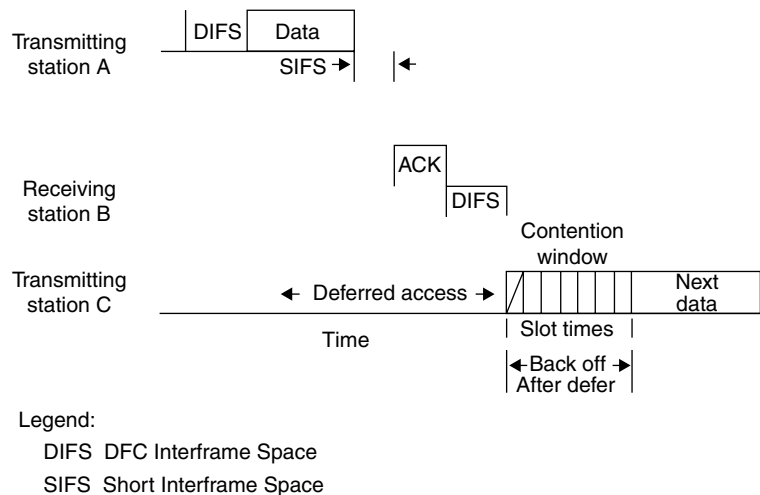 Transmitting
station A
DIFS
Data
SIFS
Receiving
station B
ACK
DIFS
Contention
window
Transmitting
station C
Deferred access
Next
data
Time
Slot times
Back off
After defer
Legend:
DIFS DFC Interframe Space
SIFS Short Interframe Space